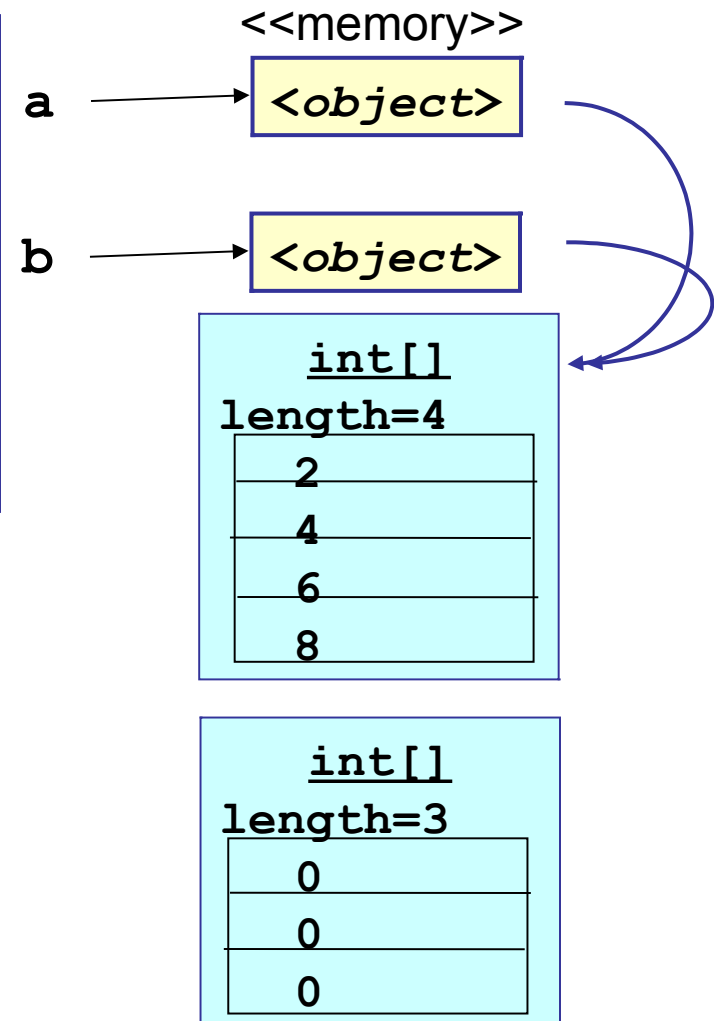 <<memory>>
a
<object>
b
<object>
int[]
length=4
2
4
6
8
int[]
length=3
0
0
0